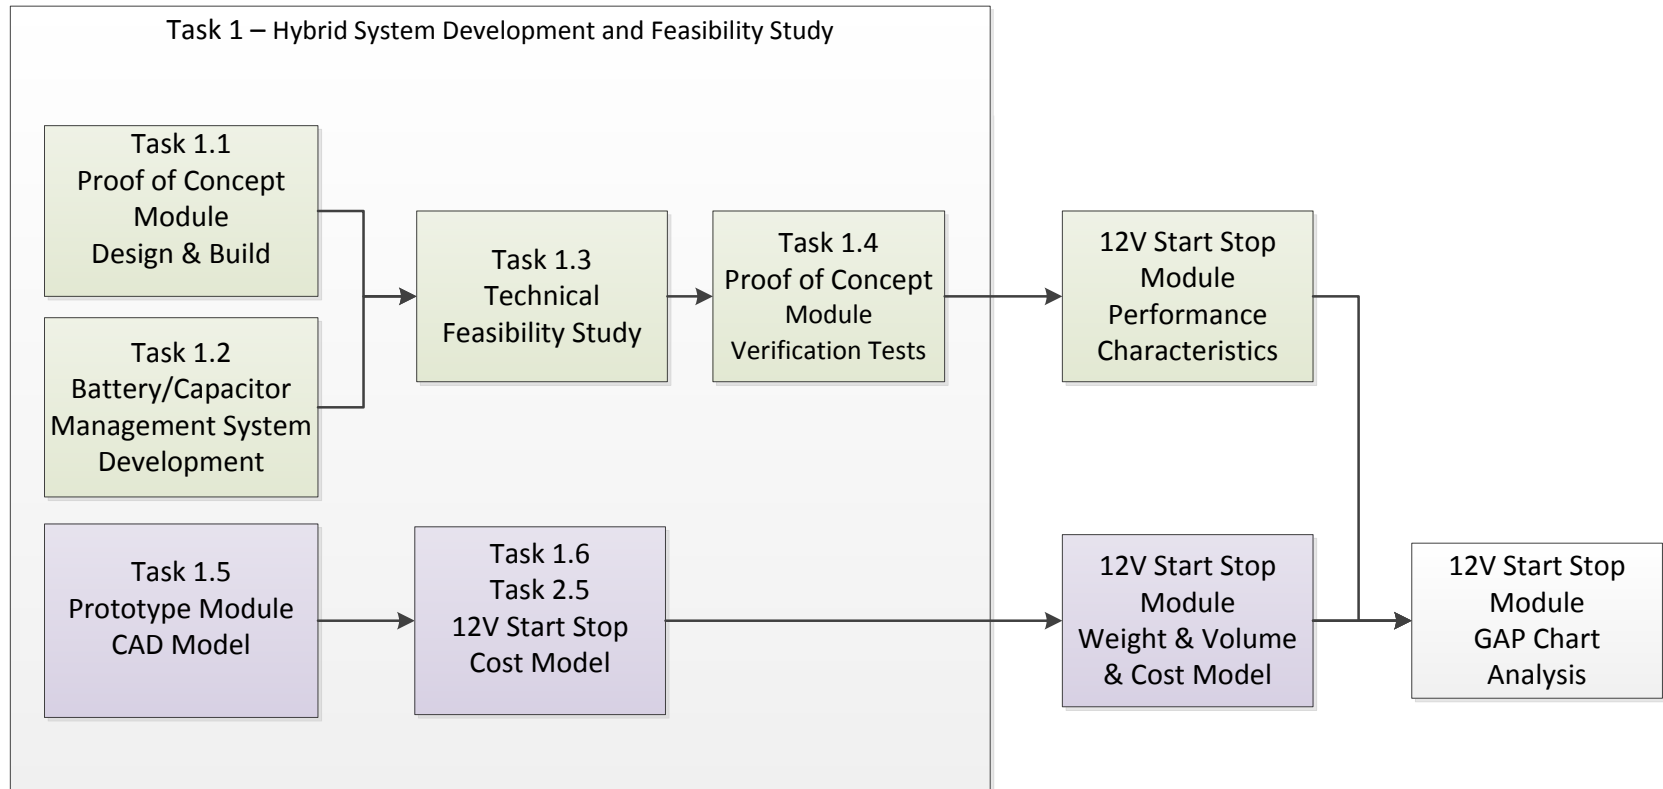 Task 1 – Hybrid System Development and Feasibility Study
Task 1.1
Proof of Concept
Module
Design & Build
Task 1.2
Battery/Capacitor
Management System
Development
Task 1.3
Technical
Feasibility Study
Task 1.4
Proof of Concept
Module
Verification Tests
12V Start Stop
Module
Performance
Characteristics
Task 1.5
Prototype Module
CAD Model
Task 1.6
Task 2.5
12V Start Stop
Cost Model
12V Start Stop
Module
Weight & Volume
& Cost Model
12V Start Stop
Module
GAP Chart
Analysis